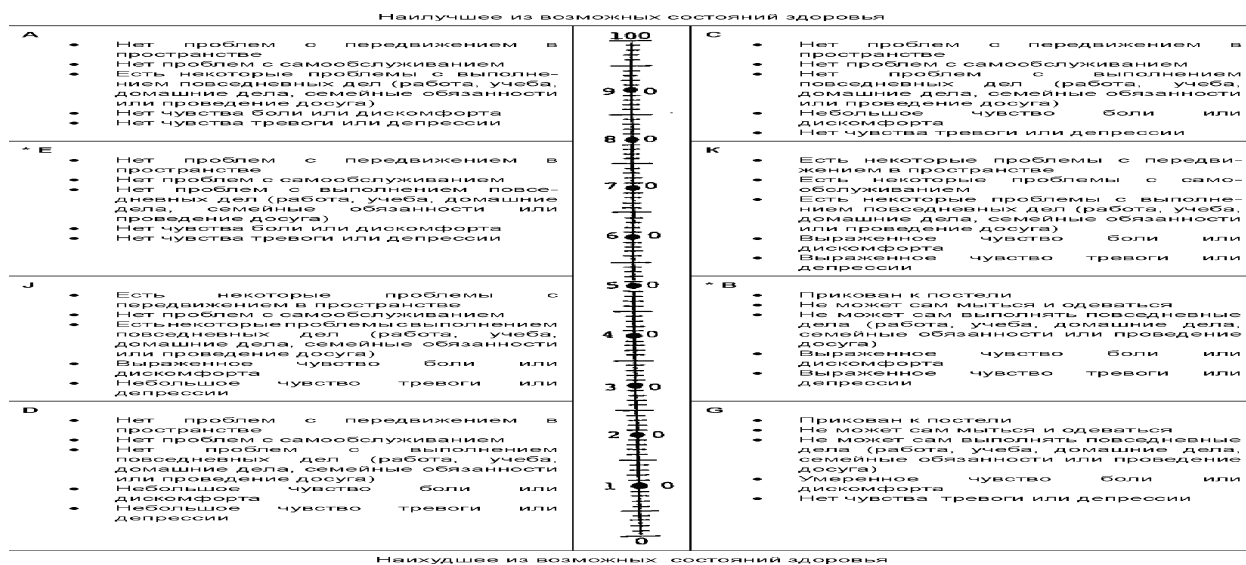 Наилучшее из возможных состояний здоровья
A
• Нет проблем с передвижением в
пространстве
• Нет проблем с самообслуживанием
• Есть некоторые проблемы с выполне-
нием повседневных дел (работа, учеба,
домашние дела, семейные обязанности
или проведение досуга)
• Нет чувства боли или дискомфорта
• Нет чувства тревоги или депрессии
* E
• Нет проблем с передвижением в
пространстве
• Нет проблем с самообслуживанием
• Нет проблем с выполнением повсе-
дневных дел (работа, учеба, домашние
дела, семейные обязанности или
проведение досуга)
• Нет чувства боли или дискомфорта
• Нет чувства тревоги или депрессии
J
• Есть некоторые проблемы с
передвижением в пространстве
• Нет проблем с самообслуживанием
• Есть некоторые проблемы с выполнением
повседневных дел (работа, учеба,
домашние дела, семейные обязанности
или проведение досуга)
• Выраженное чувство боли или
дискомфорта
• Небольшое чувство тревоги или
депрессии
D
• Нет проблем с передвижением в
пространстве
• Нет проблем с самообслуживанием
• Нет проблем с выполнением
повседневных дел (работа, учеба,
домашние дела, семейные обязанности
или проведение досуга)
• Небольшое чувство боли или
дискомфорта
• Небольшое чувство тревоги или
депрессии
100
90
80
70
60
50
40
30
20
10
0
C
• Нет проблем с передвижением в
пространстве
• Нет проблем с самообслуживанием
• Нет проблем с выполнением
повседневных дел (работа, учеба,
домашние дела, семейные обязанности
или проведение досуга)
• Небольшое чувство боли или
дискомфорта
• Нет чувства тревоги или депрессии
K
• Есть некоторые проблемы с передви-
жением в пространстве
• Есть некоторые проблемы с само-
обслуживанием
• Есть некоторые проблемы с выполне-
нием повседневных дел (работа, учеба,
домашние дела, семейные обязанности
или проведение досуга)
• Выраженное чувство боли или
дискомфорта
• Выраженное чувство тревоги или
депрессии
* B
• Прикован к постели
• Не может сам мыться и одеваться
• Не может сам выполнять повседневные
дела (работа, учеба, домашние дела,
семейные обязанности или проведение
досуга)
• Выраженное чувство боли или
дискомфорта
• Выраженное чувство тревоги или
депрессии
G
• Прикован к постели
• Не может сам мыться и одеваться
• Не может сам выполнять повседневные
дела (работа, учеба, домашние дела,
семейные обязанности или проведение
досуга)
• Умеренное чувство боли или
дискомфорта
• Нет чувства тревоги или депрессии
Наихудшее из возможных состояний здоровья